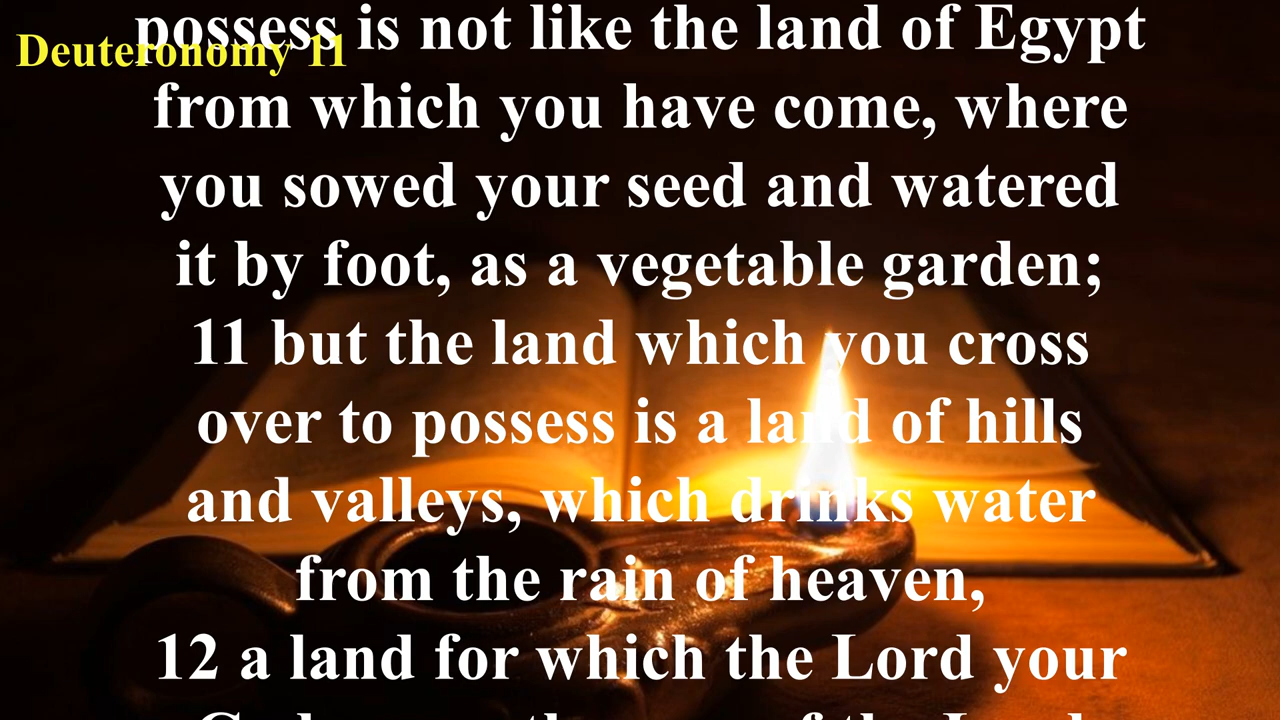 Deuteronomy 11
possess is not like the land of Egypt
from which you have come, where
you sowed your seed and watered
it by foot, as a vegetable garden;
11 but the land which you cross
over to possess is a land of hills
and valleys, which drinks water
from the rain of heaven,
12 a land for which the Lord your